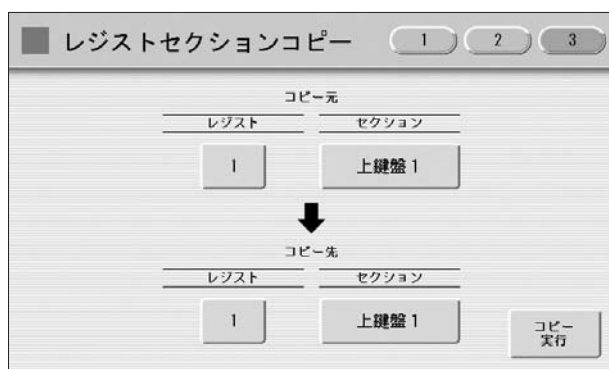 レジストセクションコピー 1 2 3
コピー元
レジスト セクション
1 上鍵盤1
コピー先
レジスト セクション
1 上鍵盤1
コピー
実行